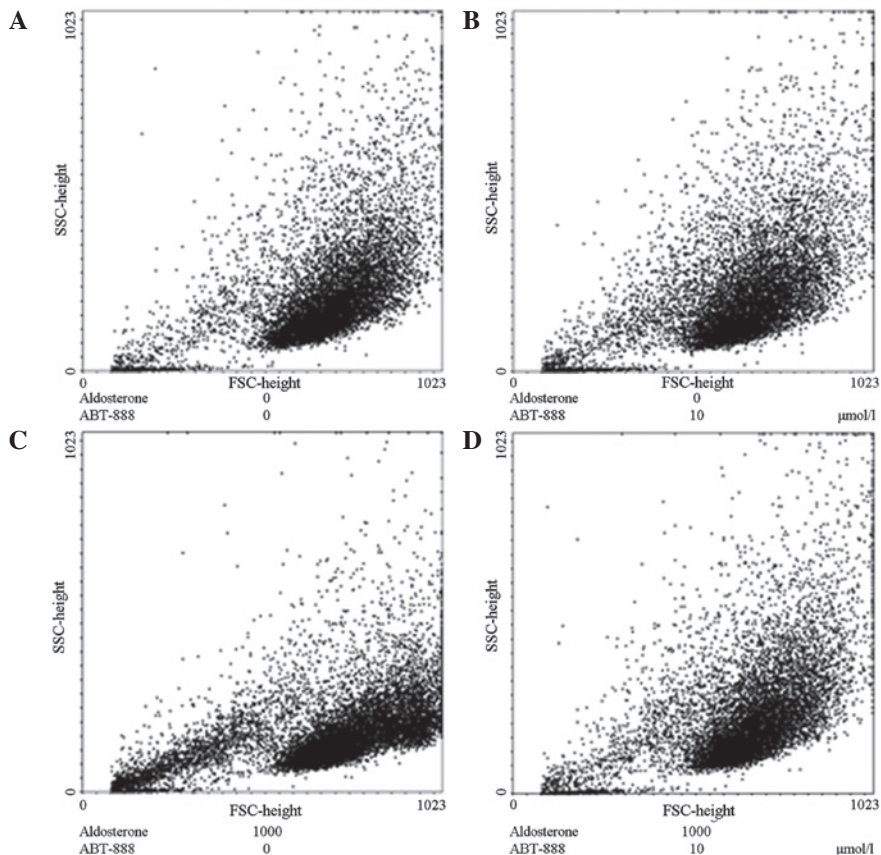 A
1023
SSC-height
0
0
FSC-height
1023
Aldosterone 0
ABT-888 0
B
1023
SSC-height
0
0
FSC-height
1023
Aldosterone 0
ABT-888 10 µmol/l
C
1023
SSC-height
0
0
FSC-height
1023
Aldosterone 1000
ABT-888 0
D
1023
SSC-height
0
0
FSC-height
1023
Aldosterone 1000
ABT-888 10 µmol/l